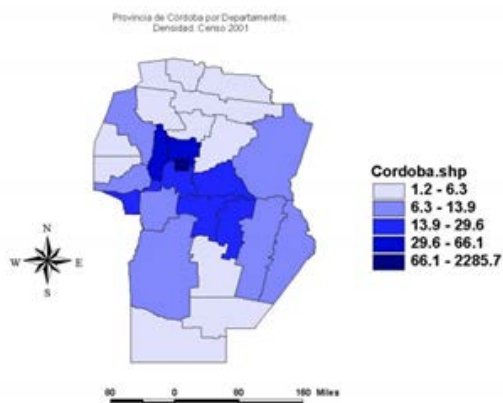 Provincia de Córdoba por Departamentos.
Densidad. Censo 2001
Cordoba.shp
1.2 - 6.3
6.3 - 13.9
13.9 - 29.6
29.6 - 66.1
66.1 - 2285.7
N
W E
S
80 0 80 160 Miles